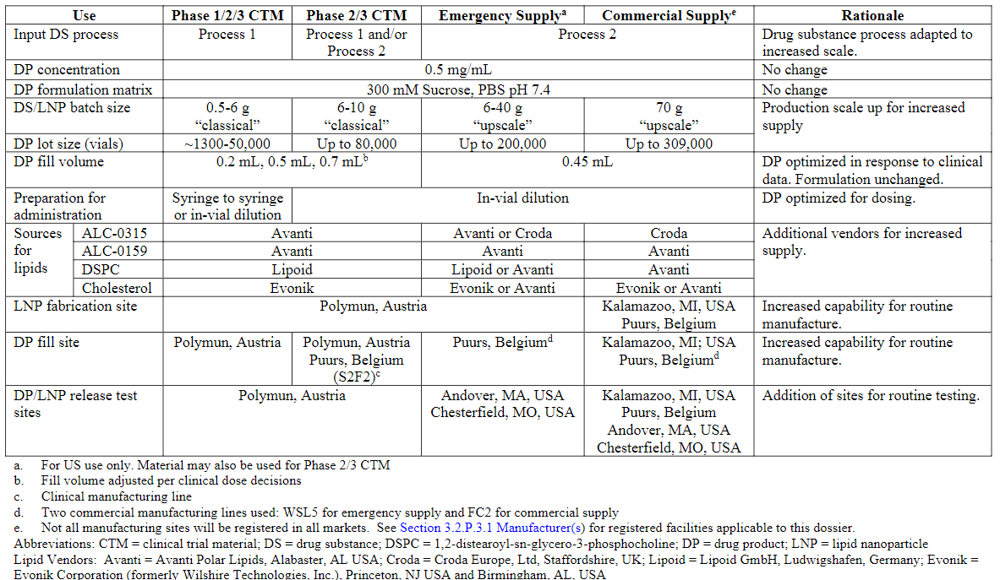 Use Phase 1/2/3 CTM Phase 2/3 CTM Emergency Supplyᵃ Commercial Supplyᵉ Rationale
Input DS process Process 1 Process 1 and/or Process 2 Process 2 Drug substance process adapted to
increased scale.
DP concentration 0.5 mg/mL No change
DP formulation matrix 300 mM Sucrose, PBS pH 7.4 No change
DS/LNP batch size 0.5-6 g 6-10 g 6-40 g 70 g Production scale up for increased
“classical” “classical” “upscale” “upscale” supply
DP lot size (vials) ~1300-50,000 Up to 80,000 Up to 200,000 Up to 309,000
DP fill volume 0.2 mL, 0.5 mL, 0.7 mLᵇ 0.45 mL DP optimized in response to clinical
data. Formulation unchanged.
Preparation for Syringe to syringe In-vial dilution DP optimized for dosing.
administration or in-vial dilution
Sources ALC-0315 Avanti Avanti or Croda Croda Additional vendors for increased
for ALC-0159 Avanti Avanti Avanti supply.
lipids DSPC Lipoid Lipoid or Avanti Avanti
Cholesterol Evonik Evonik or Avanti Evonik or Avanti
LNP fabrication site Polymun, Austria Kalamazoo, MI, USA Increased capability for routine
Puurs, Belgium manufacture.
DP fill site Polymun, Austria Polymun, Austria Puurs, Belgiumᵈ Kalamazoo, MI; USA Increased capability for routine
Puurs, Belgium Puurs, Belgiumᵈ manufacture.
(S2F2)ᶜ
DP/LNP release test Polymun, Austria Andover, MA, USA Kalamazoo, MI, USA Addition of sites for routine testing.
sites Chesterfield, MO, USA Puurs, Belgium
Andover, MA, USA
Chesterfield, MO, USA
a. For US use only. Material may also be used for Phase 2/3 CTM
b. Fill volume adjusted per clinical dose decisions
c. Clinical manufacturing line
d. Two commercial manufacturing lines used: WSL5 for emergency supply and FC2 for commercial supply
e. Not all manufacturing sites will be registered in all markets. See Section 3.2.P.3.1 Manufacturer(s) for registered facilities applicable to this dossier.
Abbreviations: CTM = clinical trial material; DS = drug substance; DSPC = 1,2-distearoyl-sn-glycero-3-phosphocholine; DP = drug product; LNP = lipid nanoparticle
Lipid Vendors: Avanti = Avanti Polar Lipids, Alabaster, AL USA; Croda = Croda Europe, Ltd, Staffordshire, UK; Lipoid = Lipoid GmbH, Ludwigshafen, Germany; Evonik =
Evonik Corporation (formerly Wilshire Technologies, Inc.), Princeton, NJ USA and Birmingham, AL, USA